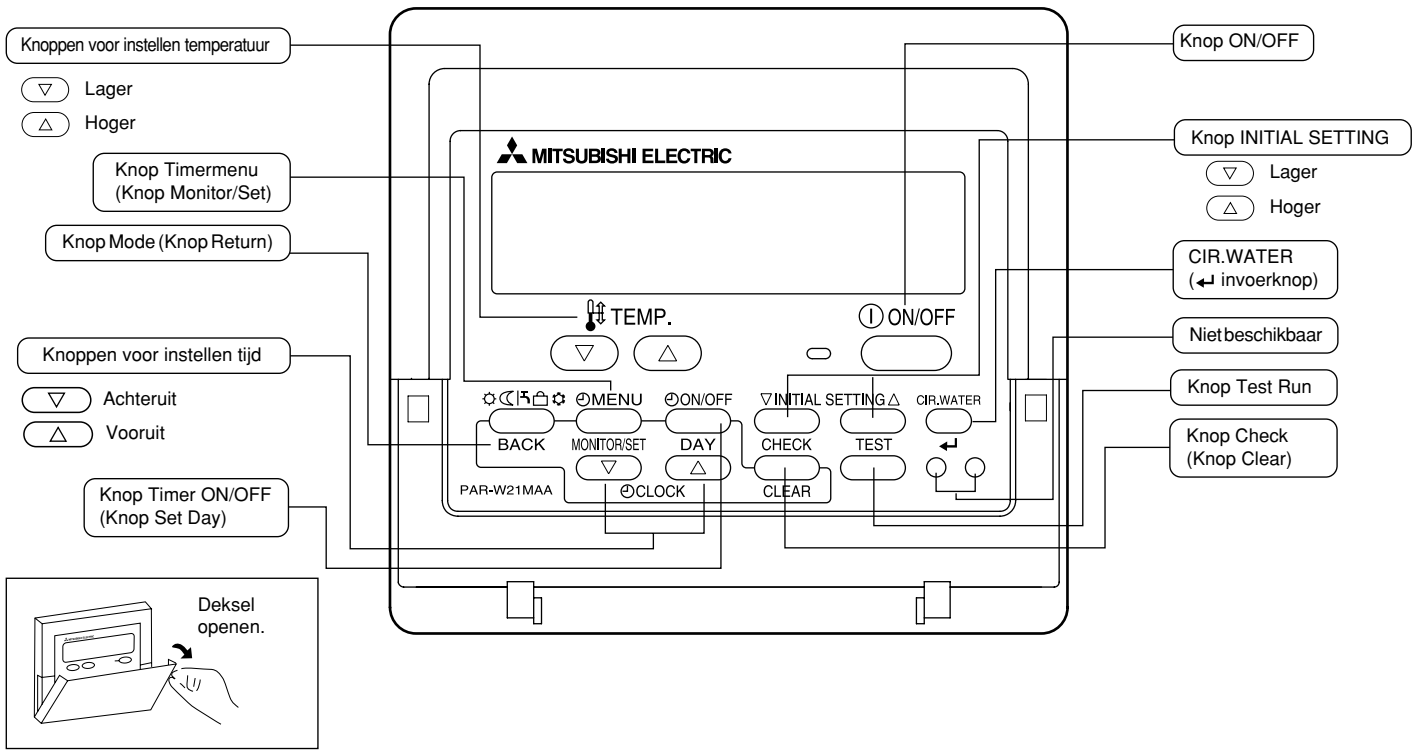 Knoppen voor instellen temperatuur
▽ Lager
△ Hoger
Knop Timermenu
(Knop Monitor/Set)
Knop Mode (Knop Return)
Knoppen voor instellen tijd
▽ Achteruit
△ Vooruit
Knop Timer ON/OFF
(Knop Set Day)
Deksel
openen.
MITSUBISHI ELECTRIC
TEMP.
ON/OFF
▽ △
MENU
ON/OFF
▽INITIAL SETTING△
CIR.WATER
BACK
MONITOR/SET
DAY
CHECK
TEST
▽ △
PAR-W21MAA
CLOCK
CLEAR
Knop ON/OFF
Knop INITIAL SETTING
▽ Lager
△ Hoger
CIR.WATER
(↵ invoerknop)
Niet beschikbaar
Knop Test Run
Knop Check
(Knop Clear)